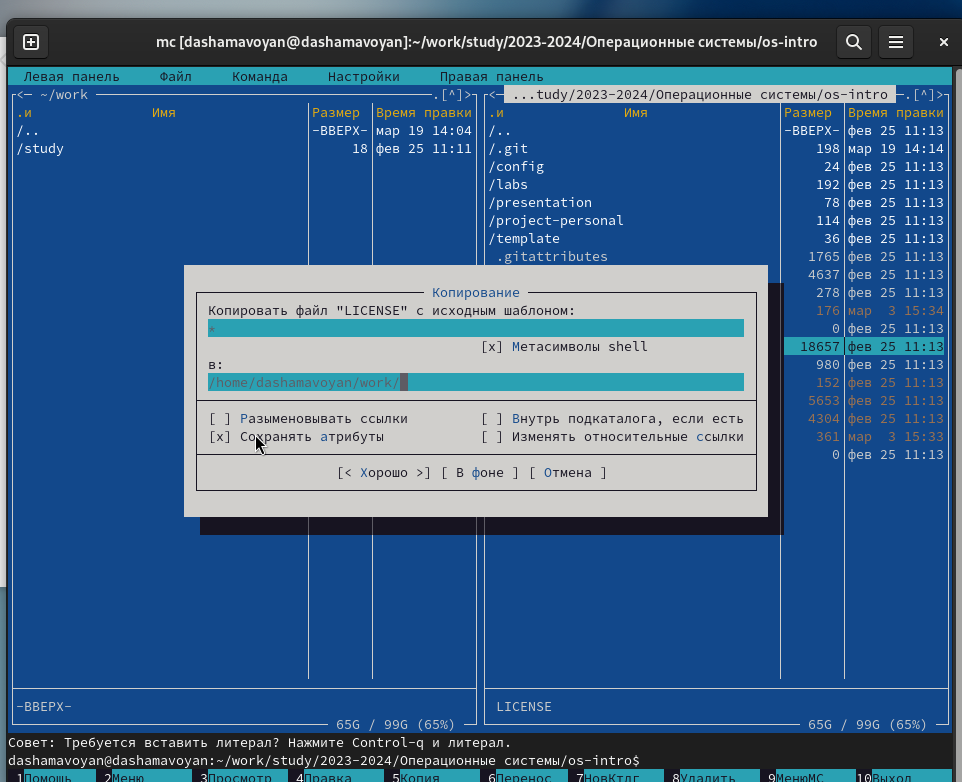 mc [dashamavoyan@dashamavoyan]:~/work/study/2023-2024/Операционные системы/os-intro
Левая панель Файл Команда Настройки Правая панель
<─ ~/work .[^]>
.и Имя Размер Время правки
/.. -ВВЕРХ- мар 19 14:04
/study 18 фев 25 11:11
<─ ...tudy/2023-2024/Операционные системы/os-intro .[^]>
.и Имя Размер Время правки
/.. -ВВЕРХ- фев 25 11:13
/.git 198 мар 19 14:14
/config 24 фев 25 11:13
/labs 192 фев 25 11:13
/presentation 78 фев 25 11:13
/project-personal 114 фев 25 11:13
/template 36 фев 25 11:13
.gitattributes 1765 фев 25 11:13
4637 фев 25 11:13
278 фев 25 11:13
176 мар 3 15:34
0 фев 25 11:13
18657 фев 25 11:13
980 фев 25 11:13
152 фев 25 11:13
5653 фев 25 11:13
4304 фев 25 11:13
361 мар 3 15:33
0 фев 25 11:13
Копирование
Копировать файл "LICENSE" с исходным шаблоном:
*
[x] Метасимволы shell
в:
/home/dashamavoyan/work/
[ ] Разыменовывать ссылки [ ] Внутрь подкаталога, если есть
[x] Сохранять атрибуты [ ] Изменять относительные ссылки
[< Хорошо >] [ В фоне ] [ Отмена ]
-ВВЕРХ-
65G / 99G (65%)
LICENSE
65G / 99G (65%)
Совет: Требуется вставить литерал? Нажмите Control-q и литерал.
dashamavoyan@dashamavoyan:~/work/study/2023-2024/Операционные системы/os-intro$
1Помощь 2Меню 3Просмотр 4Правка 5Копия 6Перенос 7НовКтлг 8Удалить 9МенюМС 10Выход